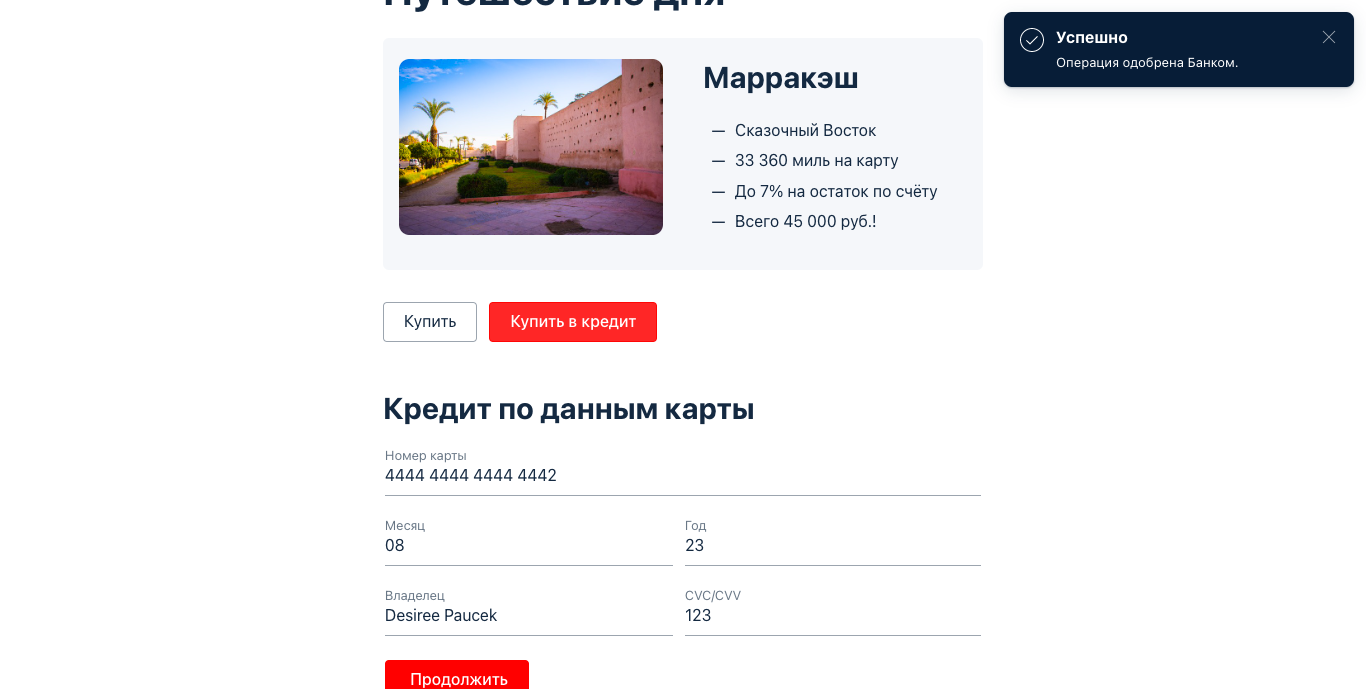 Путешествие дня
Успешно
Операция одобрена Банком.
Марракэш
— Сказочный Восток
— 33 360 миль на карту
— До 7% на остаток по счёту
— Всего 45 000 руб.!
Купить
Купить в кредит
Кредит по данным карты
Номер карты
4444 4444 4444 4442
Месяц
Год
08
23
Владелец
CVC/CVV
Desiree Paucek
123
Продолжить